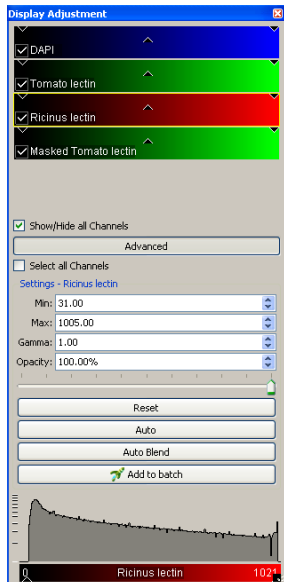 Display Adjustment
DAPI
Tomato lectin
Ricinus lectin
Masked Tomato lectin
Show/Hide all Channels
Advanced
Select all Channels
Settings - Ricinus lectin
Min: 31.00
Max: 1005.00
Gamma: 1.00
Opacity: 100.00%
Reset
Auto
Auto Blend
Add to batch
0 Ricinus lectin 1021